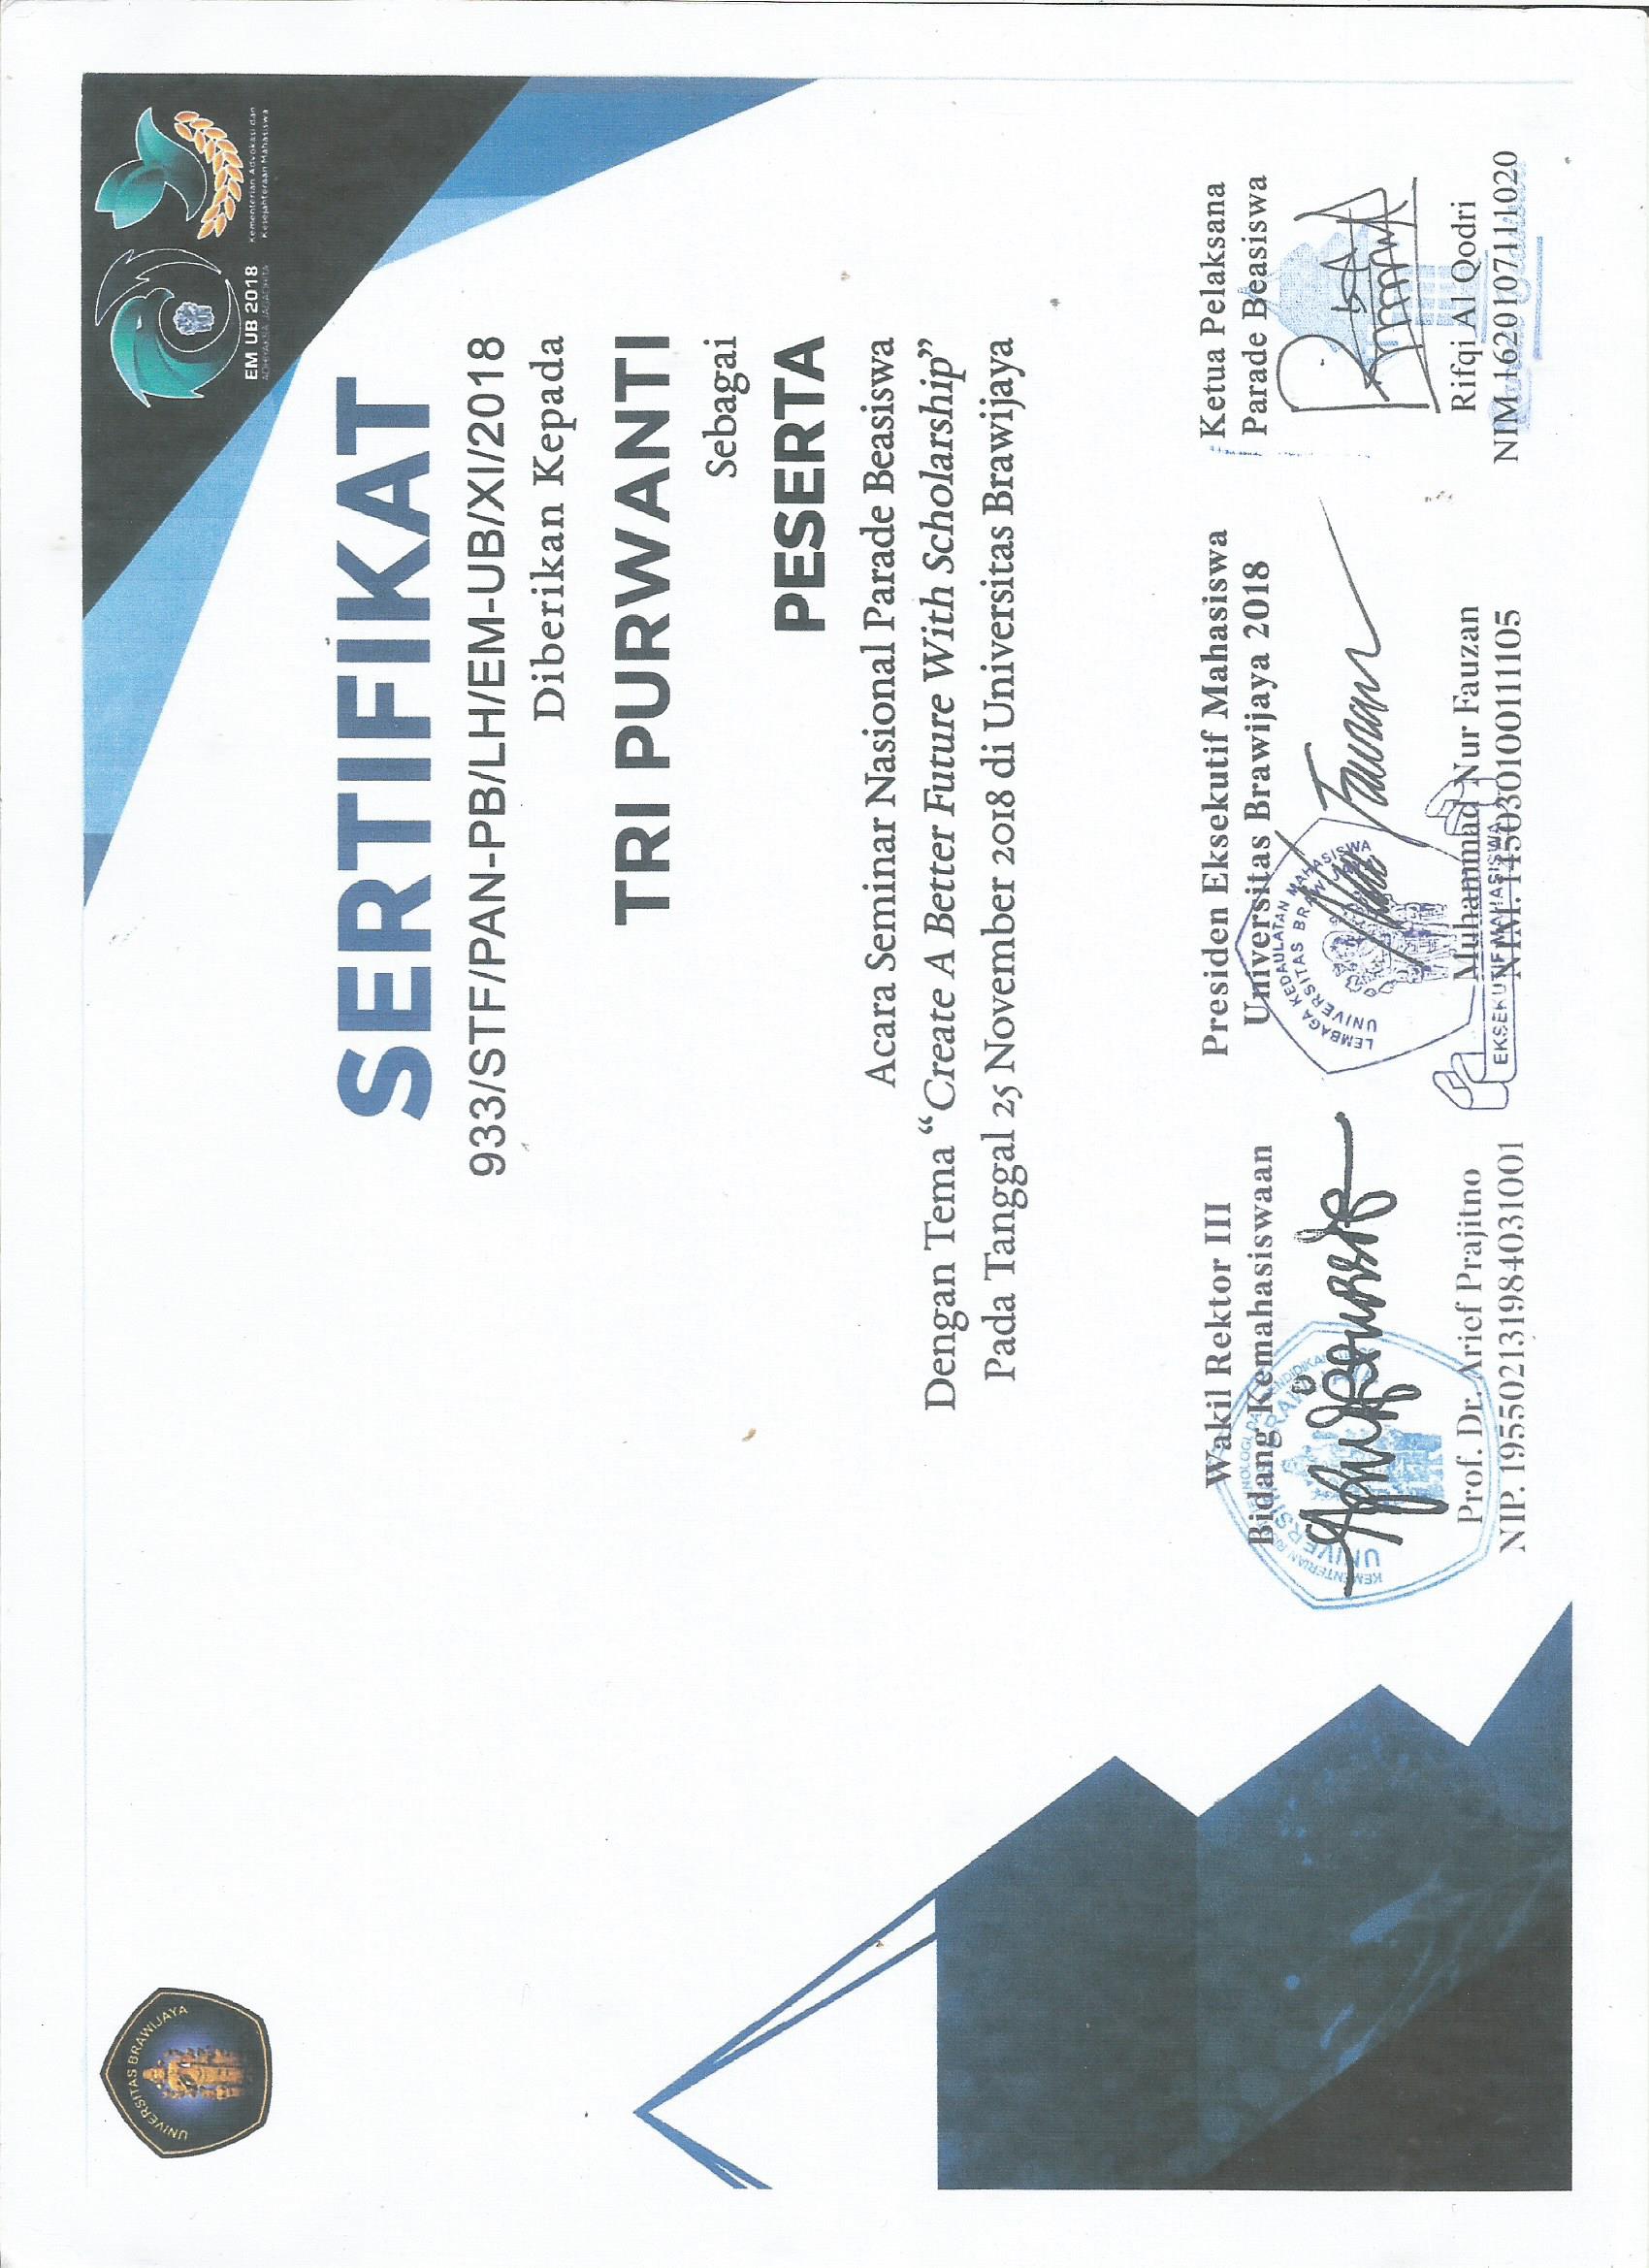 UNIVERSITAS BRAWIJAYA
EM UB 2018
ADHIYAKSA JAGADHITA
Kementerian Advokasi dan
Kesejahteraan Mahasiswa
SERTIFIKAT
933/STF/PAN-PB/LH/EM-UB/XI/2018
Diberikan Kepada
TRI PURWANTI
Sebagai
PESERTA
Acara Seminar Nasional Parade Beasiswa
Dengan Tema “Create A Better Future With Scholarship”
Pada Tanggal 25 November 2018 di Universitas Brawijaya
Wakil Rektor III
Bidang Kemahasiswaan
Prof. Dr. Arief Prajitno
NIP. 195502131984031001
Presiden Eksekutif Mahasiswa
Universitas Brawijaya 2018
LEMBAGA KEDAULATAN MAHASISWA
UNIVERSITAS BRAWIJAYA
Fauzan
EKSEKUTIF MAHASISWA
Muhammad Nur Fauzan
NIM. 145030100111105
Ketua Pelaksana
Parade Beasiswa
Rifqi Al Qodri
NIM 1620107111020